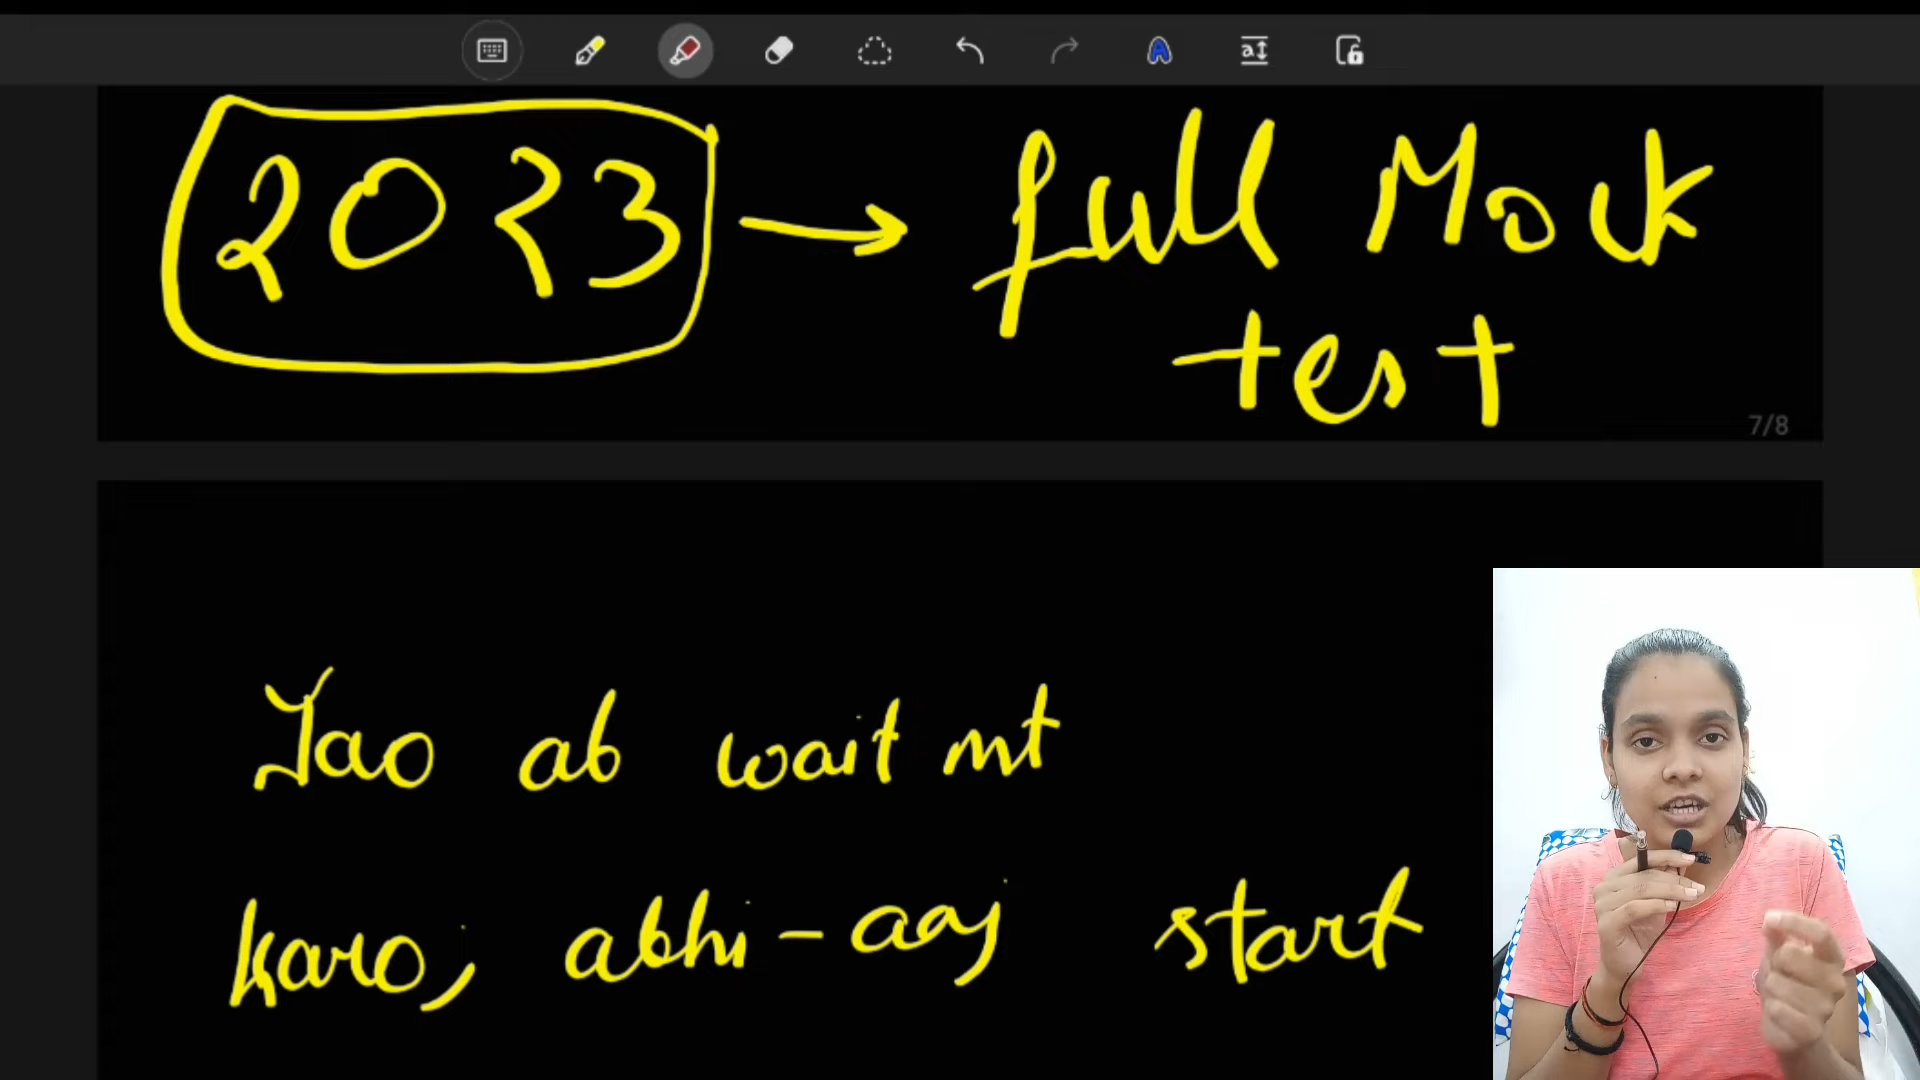 2023 → full Mock
test
7/8
Jao ab wait mt
karo, abhi - aaj start